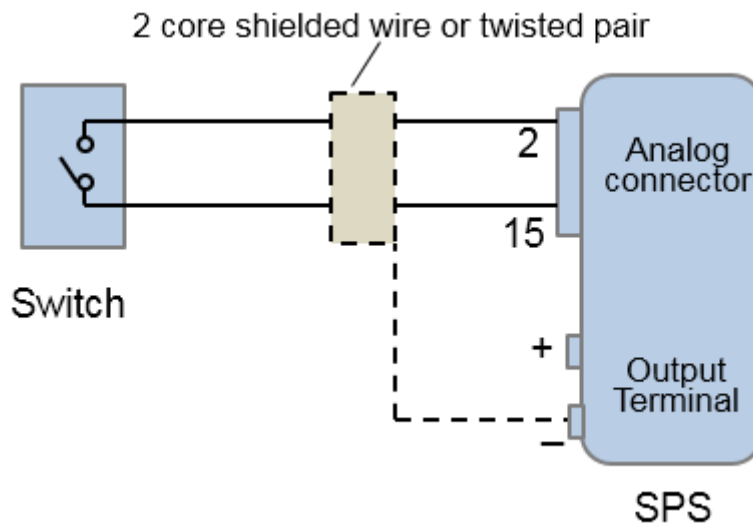 2 core shielded wire or twisted pair
2
15
Analog
connector
Switch
+
Output
Terminal
–
SPS